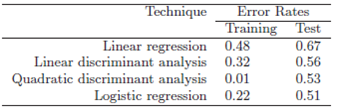 Technique Error Rates
Training Test
Linear regression 0.48 0.67
Linear discriminant analysis 0.32 0.56
Quadratic discriminant analysis 0.01 0.53
Logistic regression 0.22 0.51